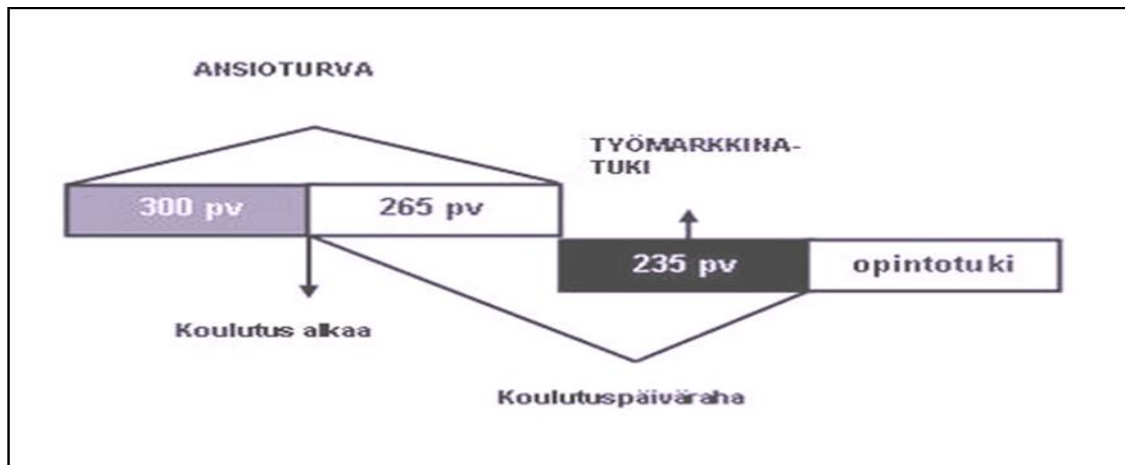 ANSIOTURVA
TYÖMARKKINA-
TUKI
300 pv
265 pv
235 pv
opintotuki
Koulutus alkaa
Koulutuspäiväraha